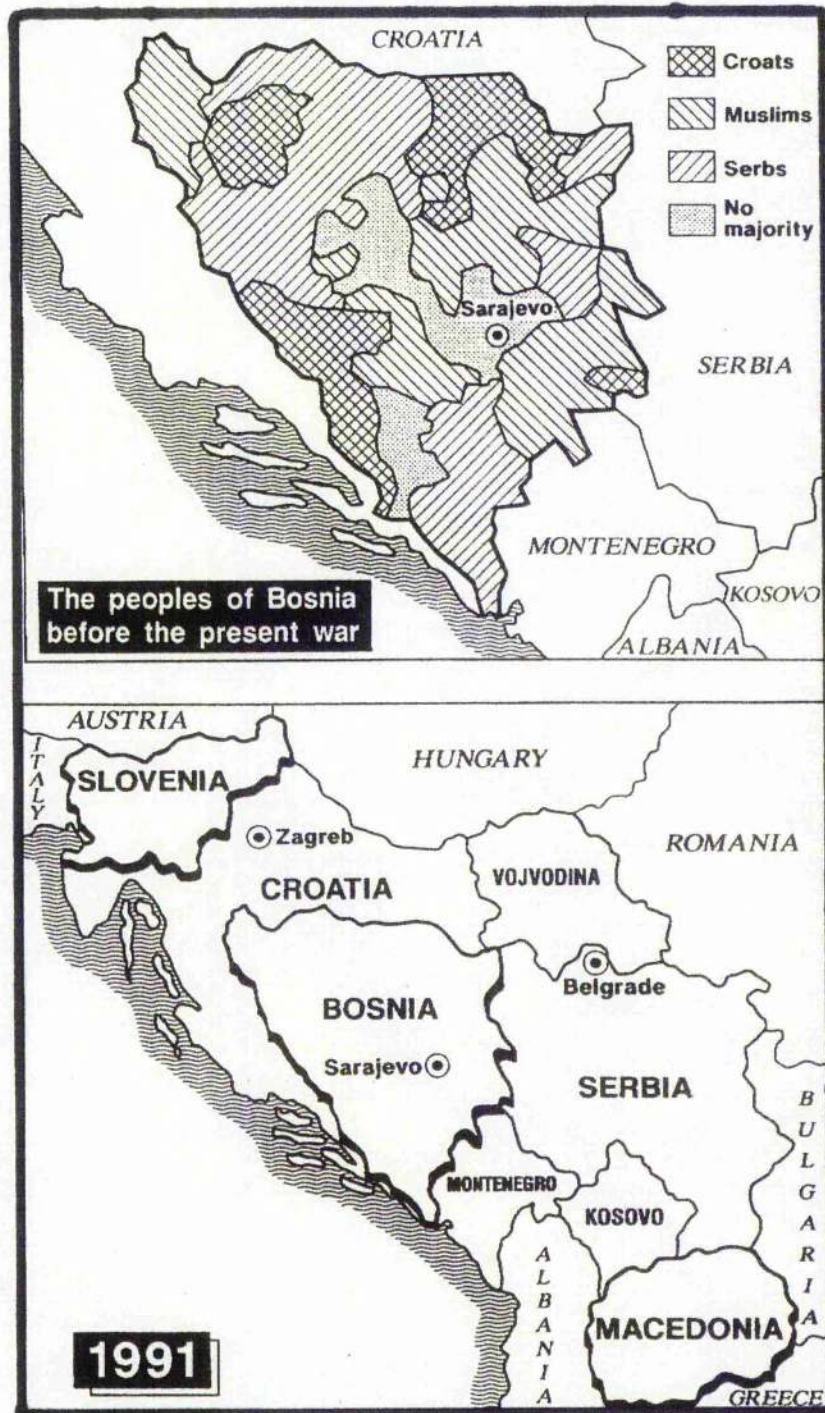 CROATIA
Croats
Muslims
Serbs
No
majority
Sarajevo
SERBIA
MONTENEGRO
KOSOVO
ALBANIA
The peoples of Bosnia
before the present war
AUSTRIA
ITALY
SLOVENIA
HUNGARY
Zagreb
ROMANIA
CROATIA
VOJVODINA
Belgrade
BOSNIA
Sarajevo
SERBIA
BULGARIA
MONTENEGRO
KOSOVO
ALBANIA
MACEDONIA
1991
GREECE